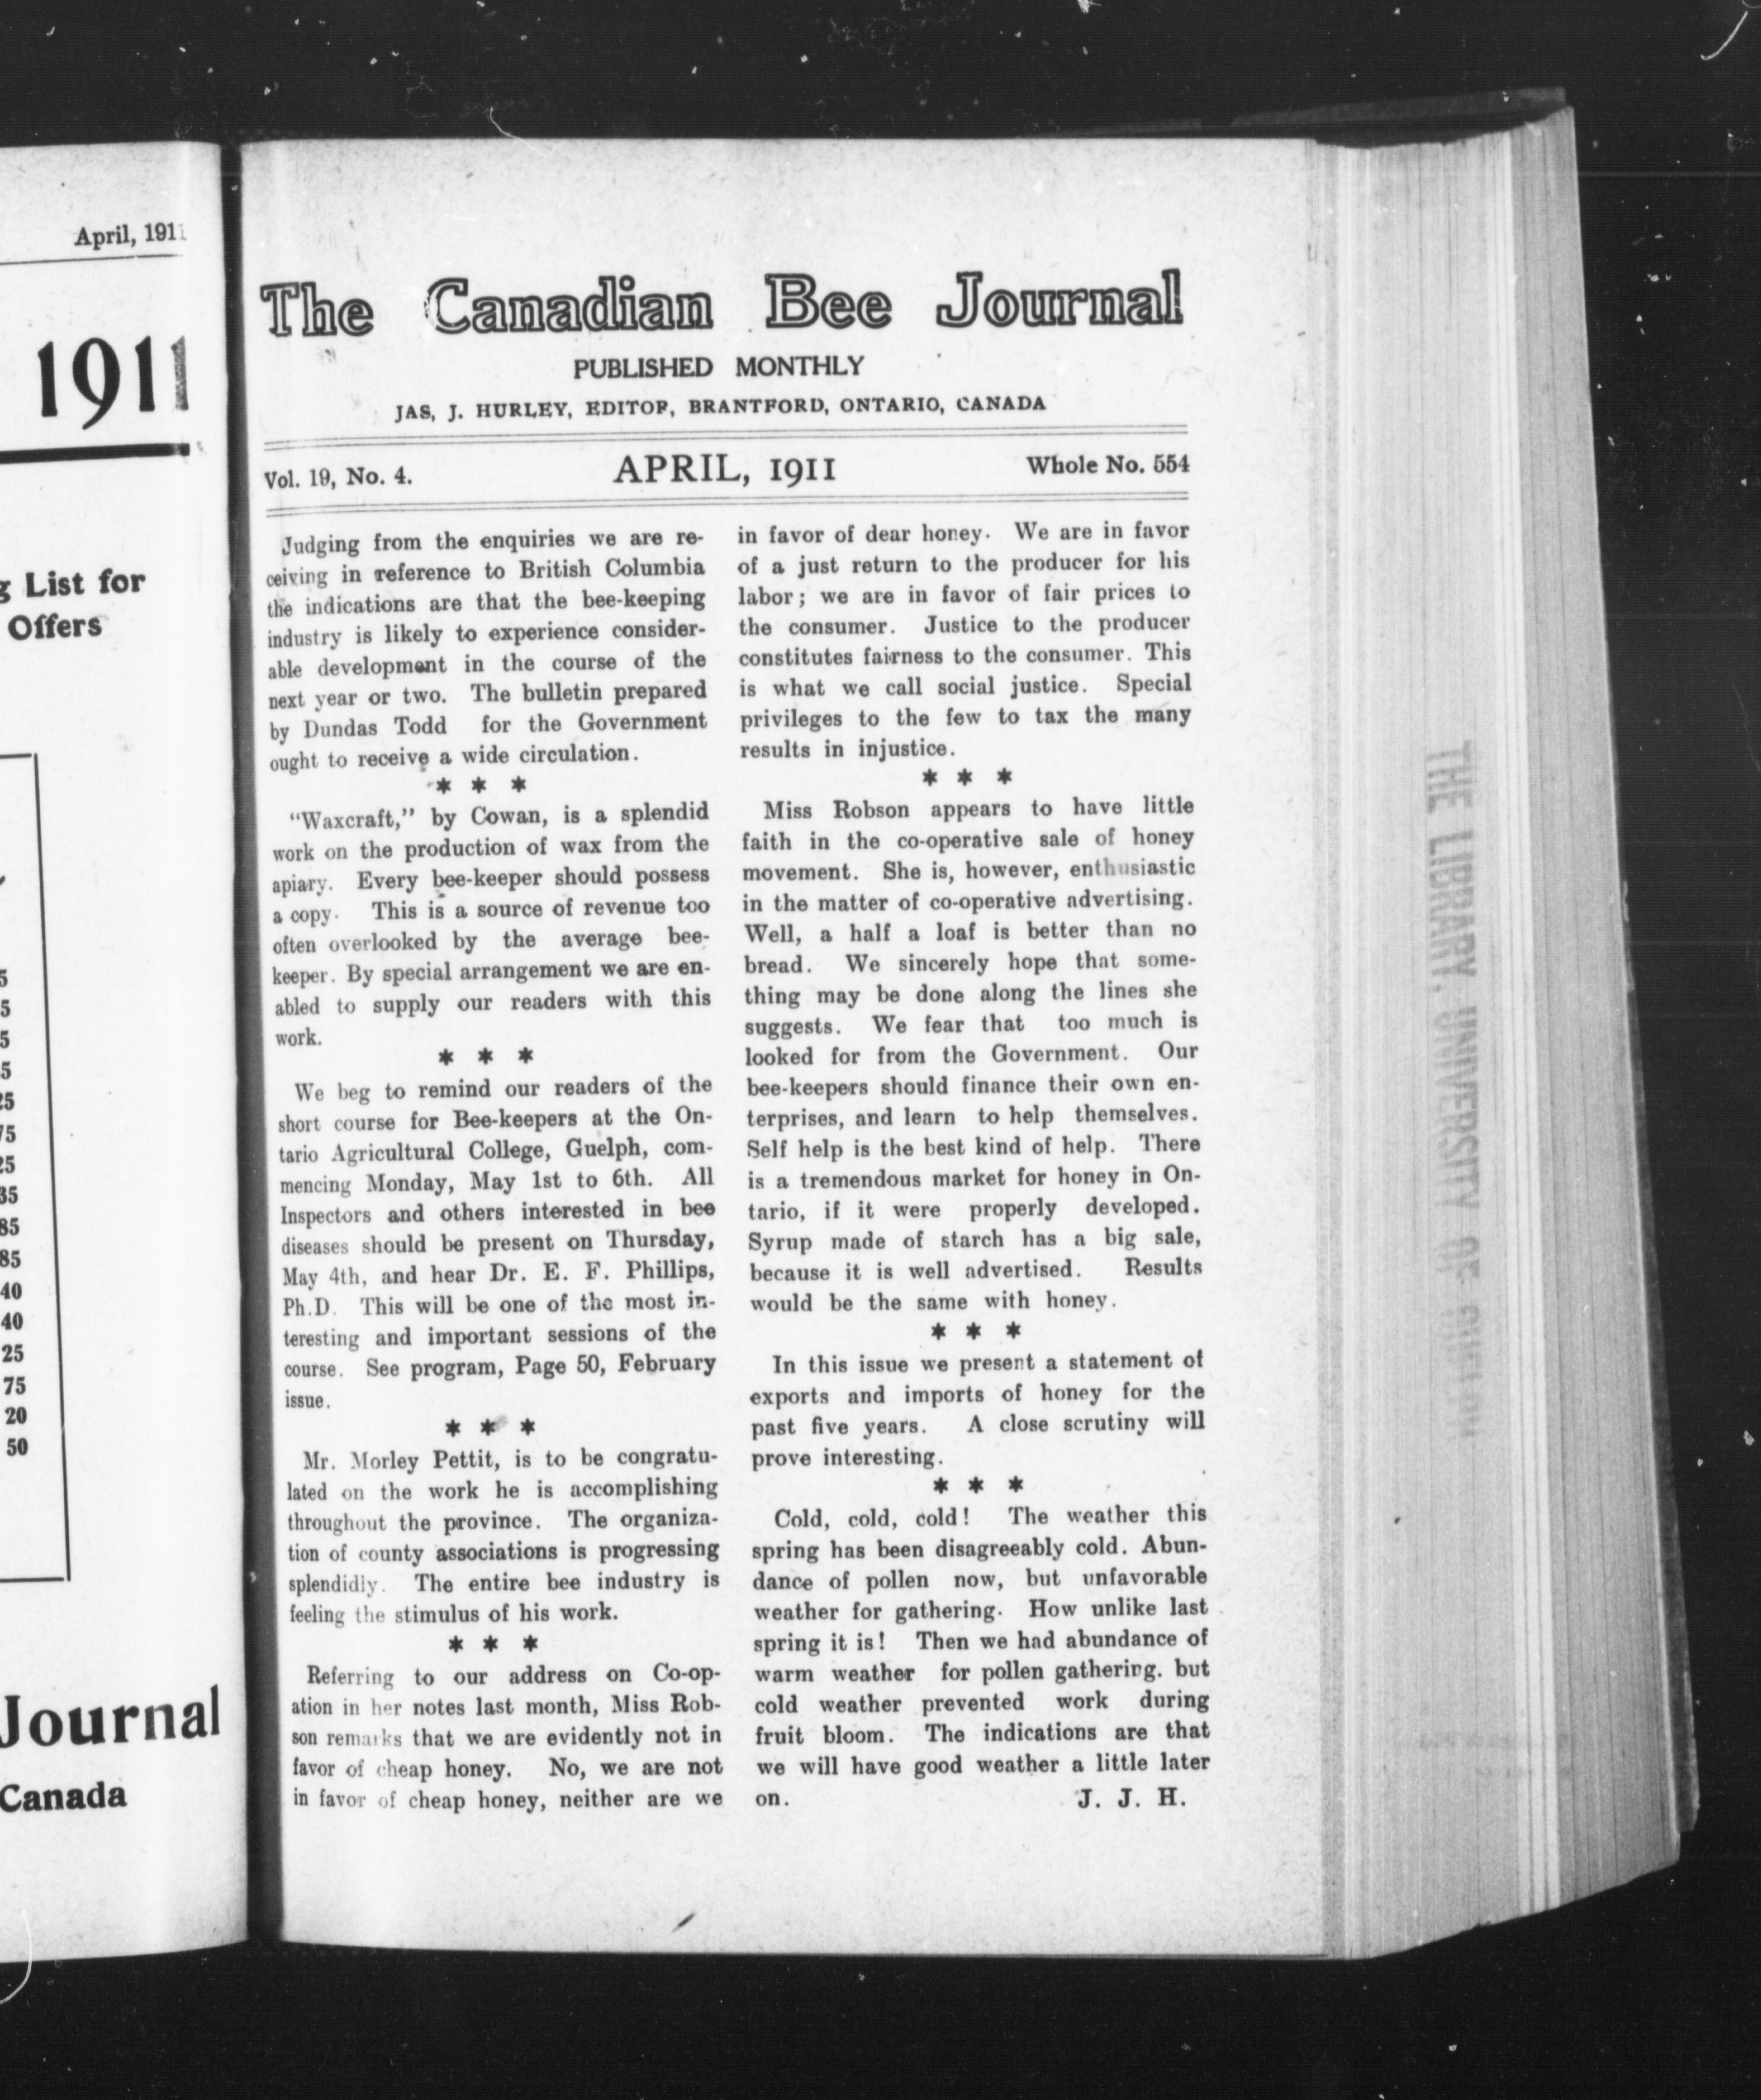 April, 1911
1911
g List for
Offers
5
5
5
5
25
75
25
35
85
85
40
40
25
75
20
50
Journal
Canada
The Canadian Bee Journal
PUBLISHED MONTHLY
JAS, J. HURLEY, EDITOR, BRANTFORD, ONTARIO, CANADA
Vol. 19, No. 4. APRIL, 1911 Whole No. 554
Judging from the enquiries we are re-
ceiving in reference to British Columbia
the indications are that the bee-keeping
industry is likely to experience consider-
able development in the course of the
next year or two. The bulletin prepared
by Dundas Todd for the Government
ought to receive a wide circulation.
* * *
"Waxcraft," by Cowan, is a splendid
work on the production of wax from the
apiary. Every bee-keeper should possess
a copy. This is a source of revenue too
often overlooked by the average bee-
keeper. By special arrangement we are en-
abled to supply our readers with this
work.
* * *
We beg to remind our readers of the
short course for Bee-keepers at the On-
tario Agricultural College, Guelph, com-
mencing Monday, May 1st to 6th. All
Inspectors and others interested in bee
diseases should be present on Thursday,
May 4th, and hear Dr. E. F. Phillips,
Ph.D. This will be one of the most in-
teresting and important sessions of the
course. See program, Page 50, February
issue.
* * *
Mr. Morley Pettit, is to be congratu-
lated on the work he is accomplishing
throughout the province. The organiza-
tion of county associations is progressing
splendidly. The entire bee industry is
feeling the stimulus of his work.
* * *
Referring to our address on Co-op-
ation in her notes last month, Miss Rob-
son remarks that we are evidently not in
favor of cheap honey. No, we are not
in favor of cheap honey, neither are we
in favor of dear honey. We are in favor
of a just return to the producer for his
labor; we are in favor of fair prices to
the consumer. Justice to the producer
constitutes fairness to the consumer. This
is what we call social justice. Special
privileges to the few to tax the many
results in injustice.
* * *
Miss Robson appears to have little
faith in the co-operative sale of honey
movement. She is, however, enthusiastic
in the matter of co-operative advertising.
Well, a half a loaf is better than no
bread. We sincerely hope that some-
thing may be done along the lines she
suggests. We fear that too much is
looked for from the Government. Our
bee-keepers should finance their own en-
terprises, and learn to help themselves.
Self help is the best kind of help. There
is a tremendous market for honey in On-
tario, if it were properly developed.
Syrup made of starch has a big sale,
because it is well advertised. Results
would be the same with honey.
* * *
In this issue we present a statement of
exports and imports of honey for the
past five years. A close scrutiny will
prove interesting.
* * *
Cold, cold, cold! The weather this
spring has been disagreeably cold. Abun-
dance of pollen now, but unfavorable
weather for gathering. How unlike last
spring it is! Then we had abundance of
warm weather for pollen gathering. but
cold weather prevented work during
fruit bloom. The indications are that
we will have good weather a little later
on. J. J. H.
THE LIBRARY, UNIVERSITY OF